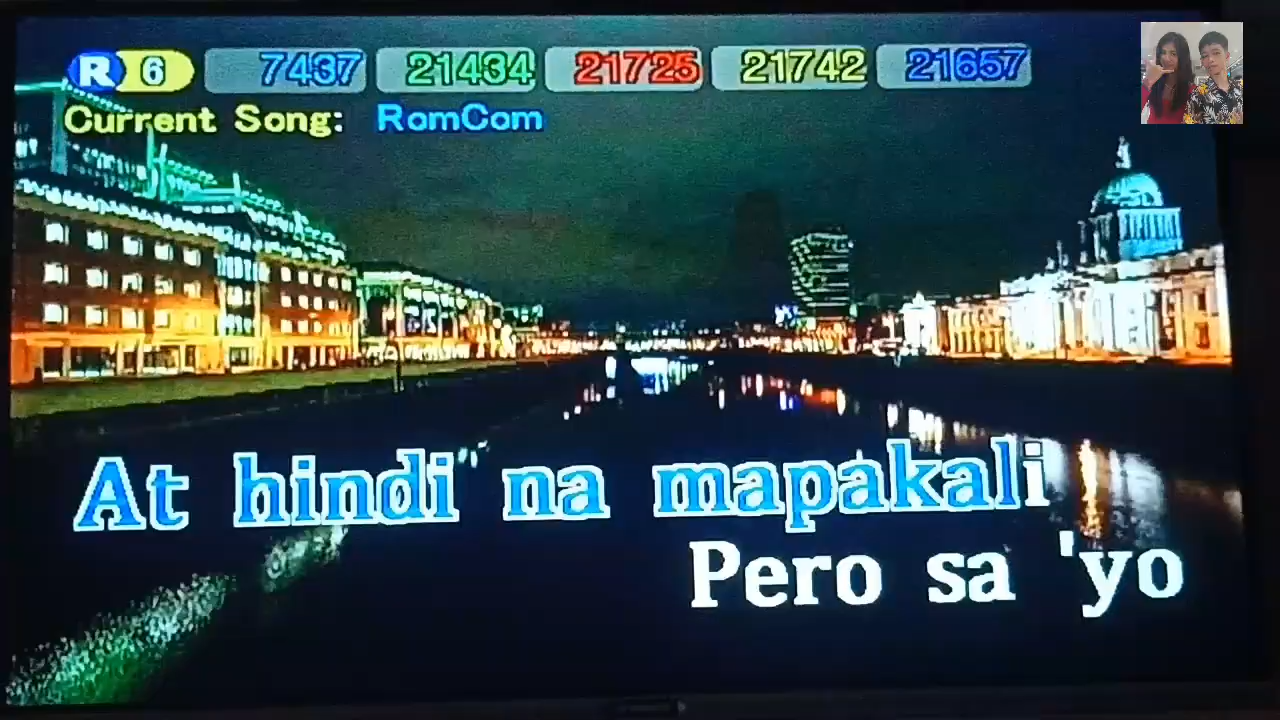 R 6 7437 21434 21725 21742 21657
Current Song: RomCom
At hindi na mapakali
Pero sa 'yo